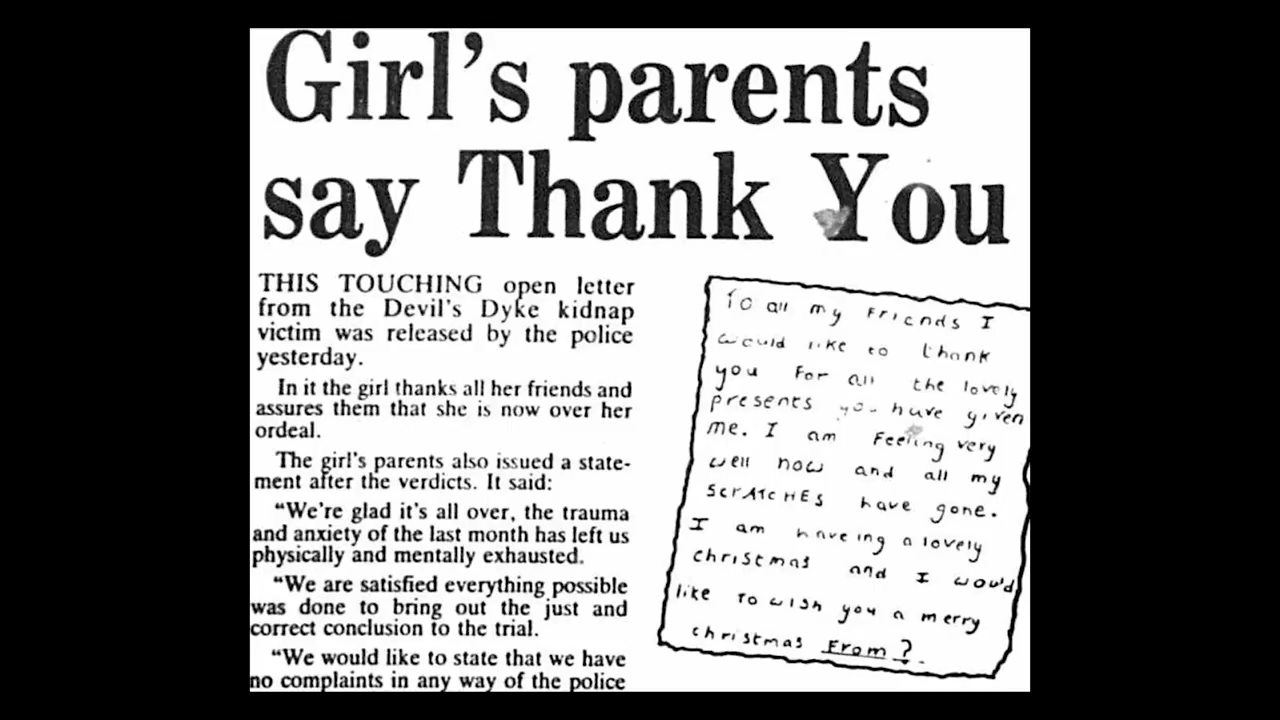 Girl's parents
say Thank You
THIS TOUCHING open letter
from the Devil's Dyke kidnap
victim was released by the police
yesterday.
In it the girl thanks all her friends and
assures them that she is now over her
ordeal.
The girl's parents also issued a state-
ment after the verdicts. It said:
"We're glad it's all over, the trauma
and anxiety of the last month has left us
physically and mentally exhausted.
"We are satisfied everything possible
was done to bring out the just and
correct conclusion to the trial.
"We would like to state that we have
no complaints in any way of the police
To all my Friends I
would like to thank
you For all the lovely
presents you have given
me. I am Feeling very
well now and all my
SCRATCHES have gone.
I am haveing a lovely
christmas and I would
like To wish you a merry
christmas From?